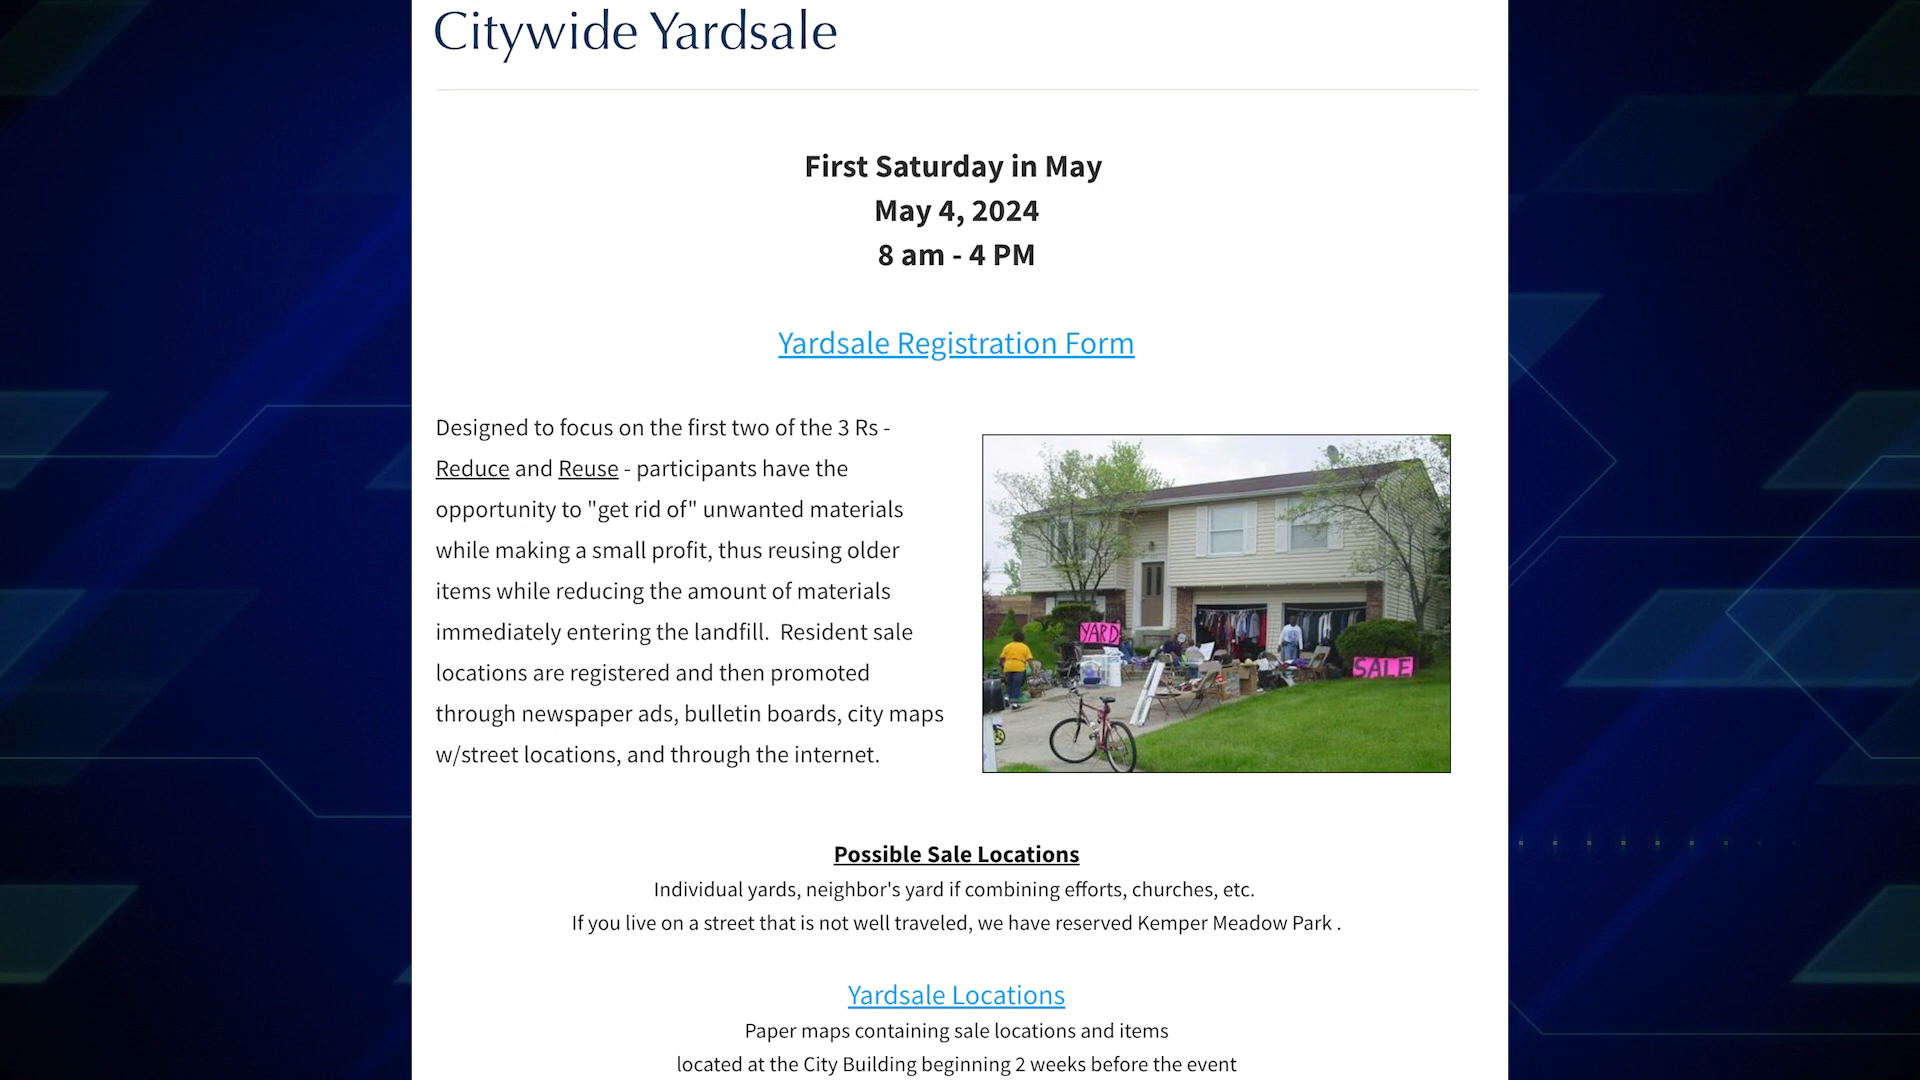 Citywide Yardsale
First Saturday in May
May 4, 2024
8 am - 4 PM
Yardsale Registration Form
Designed to focus on the first two of the 3 Rs -
Reduce and Reuse - participants have the
opportunity to "get rid of" unwanted materials
while making a small profit, thus reusing older
items while reducing the amount of materials
immediately entering the landfill.  Resident sale
locations are registered and then promoted
through newspaper ads, bulletin boards, city maps
w/street locations, and through the internet.
YARD
SALE
Possible Sale Locations
Individual yards, neighbor's yard if combining efforts, churches, etc.
If you live on a street that is not well traveled, we have reserved Kemper Meadow Park .
Yardsale Locations
Paper maps containing sale locations and items
located at the City Building beginning 2 weeks before the event